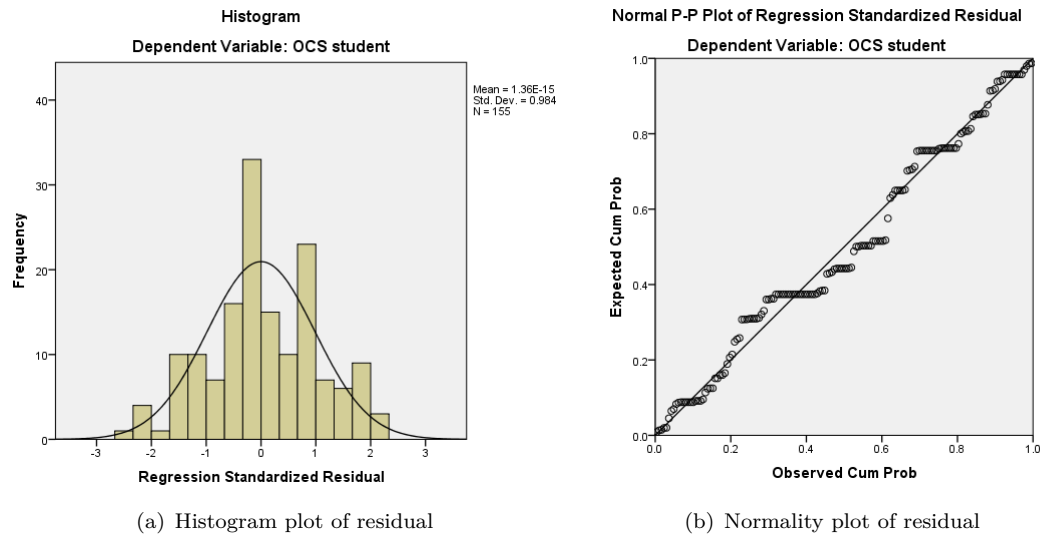 Histogram
Dependent Variable: OCS student
Mean = 1.36E-15
Std. Dev. = 0.984
N = 155
40
30
20
10
0
Frequency
-3 -2 -1 0 1 2 3
Regression Standardized Residual
(a) Histogram plot of residual
Normal P-P Plot of Regression Standardized Residual
Dependent Variable: OCS student
1.0
0.8
0.6
0.4
0.2
0.0
Expected Cum Prob
0.0 0.2 0.4 0.6 0.8 1.0
Observed Cum Prob
(b) Normality plot of residual